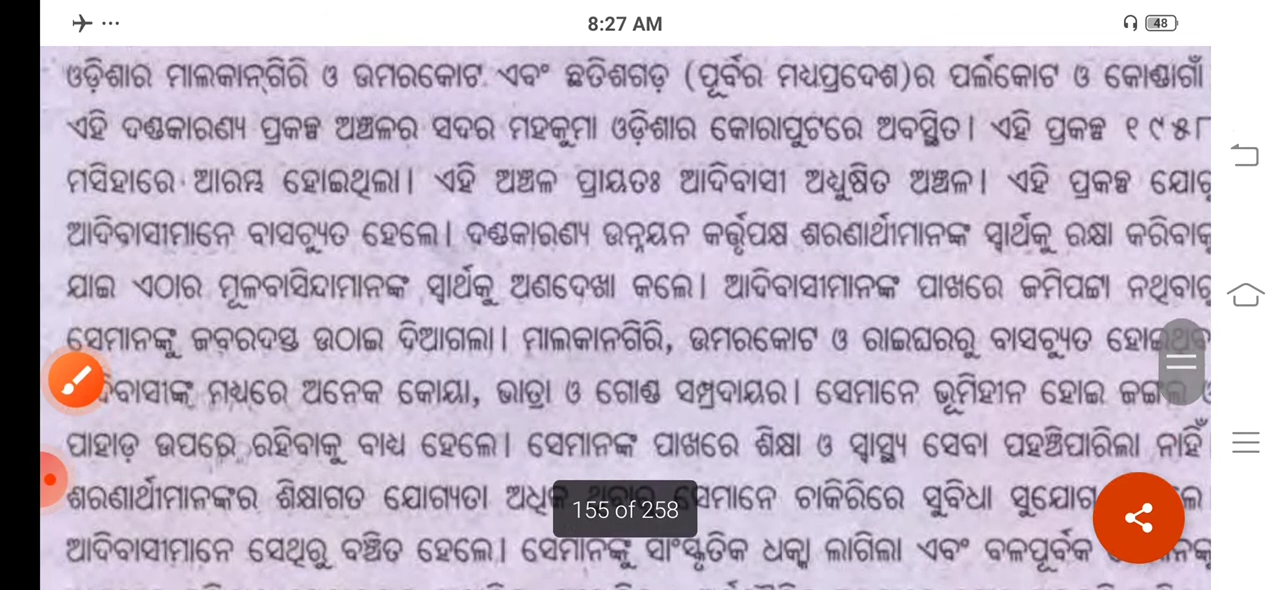 8:27 AM
48
ଓଡ଼ିଶାର ମାଲକାନ୍‌ଗିରି ଓ ଉମରକୋଟ ଏବଂ ଛତିଶଗଡ଼ (ପୂର୍ବର ମଧ୍ୟପ୍ରଦେଶ)ର ପର୍ଲକୋଟ ଓ କୋଣ୍ଡାଗାଁ
ଏହି ଦଣ୍ଡକାରଣ୍ୟ ପ୍ରକଳ୍ପ ଅଞ୍ଚଳର ସଦର ମହକୁମା ଓଡ଼ିଶାର କୋରାପୁଟରେ ଅବସ୍ଥିତ। ଏହି ପ୍ରକଳ୍ପ ୧୯୫୮
ମସିହାରେ ଆରମ୍ଭ ହୋଇଥିଲା। ଏହି ଅଞ୍ଚଳ ପ୍ରାୟତଃ ଆଦିବାସୀ ଅଧ୍ୟୁଷିତ ଅଞ୍ଚଳ। ଏହି ପ୍ରକଳ୍ପ ଯୋଗୁ
ଆଦିବାସୀମାନେ ବାସଚ୍ୟୁତ ହେଲେ। ଦଣ୍ଡକାରଣ୍ୟ ଉନ୍ନୟନ କର୍ତ୍ତୃପକ୍ଷ ଶରଣାର୍ଥୀମାନଙ୍କ ସ୍ୱାର୍ଥକୁ ରକ୍ଷା କରିବାକୁ
ଯାଇ ଏଠାର ମୂଳବାସିନ୍ଦାମାନଙ୍କ ସ୍ୱାର୍ଥକୁ ଅଣଦେଖା କଲେ। ଆଦିବାସୀମାନଙ୍କ ପାଖରେ ଜମିପଟ୍ଟା ନଥିବାରୁ
ସେମାନଙ୍କୁ ଜବରଦସ୍ତ ଉଠାଇ ଦିଆଗଲା। ମାଲକାନଗିରି, ଉମରକୋଟ ଓ ରାଇଘରରୁ ବାସଚ୍ୟୁତ
ମଧ୍ୟରେ ଅନେକ କୋୟା, ଭାତ୍ରା ଓ ଗୋଣ୍ଡ ସମ୍ପ୍ରଦାୟର। ସେମାନେ ଭୂମିହୀନ ହୋଇ ଜଙ୍ଗଲ ଓ
ପାହାଡ଼ ଉପରେ ରହିବାକୁ ବାଧ୍ୟ ହେଲେ। ସେମାନଙ୍କ ପାଖରେ ଶିକ୍ଷା ଓ ସ୍ୱାସ୍ଥ୍ୟ ସେବା ପହଞ୍ଚିପାରିଲା ନାହିଁ।
ଶରଣାର୍ଥୀମାନଙ୍କର ଶିକ୍ଷାଗତ ଯୋଗ୍ୟତା ଅଧିକ ଥିବାରୁ ସେମାନେ ଚାକିରିରେ ସୁବିଧା
155 of 258
ଆଦିବାସୀମାନେ ସେଥିରୁ ବଞ୍ଚିତ ହେଲେ। ସେମାନଙ୍କୁ ସାଂସ୍କୃତିକ ଧକ୍କା ଲାଗିଲା ଏବଂ ବଳପୂର୍ବକ